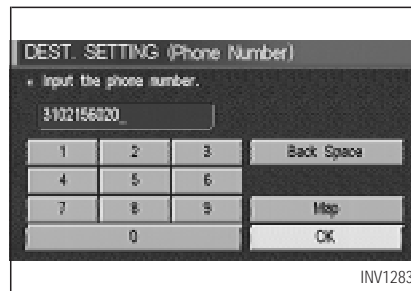 DEST. SETTING (Phone Number)
Input the phone number.
3102156020_
1 2 3 Back Space
4 5 6
7 8 9 Map
0 OK
INV1283